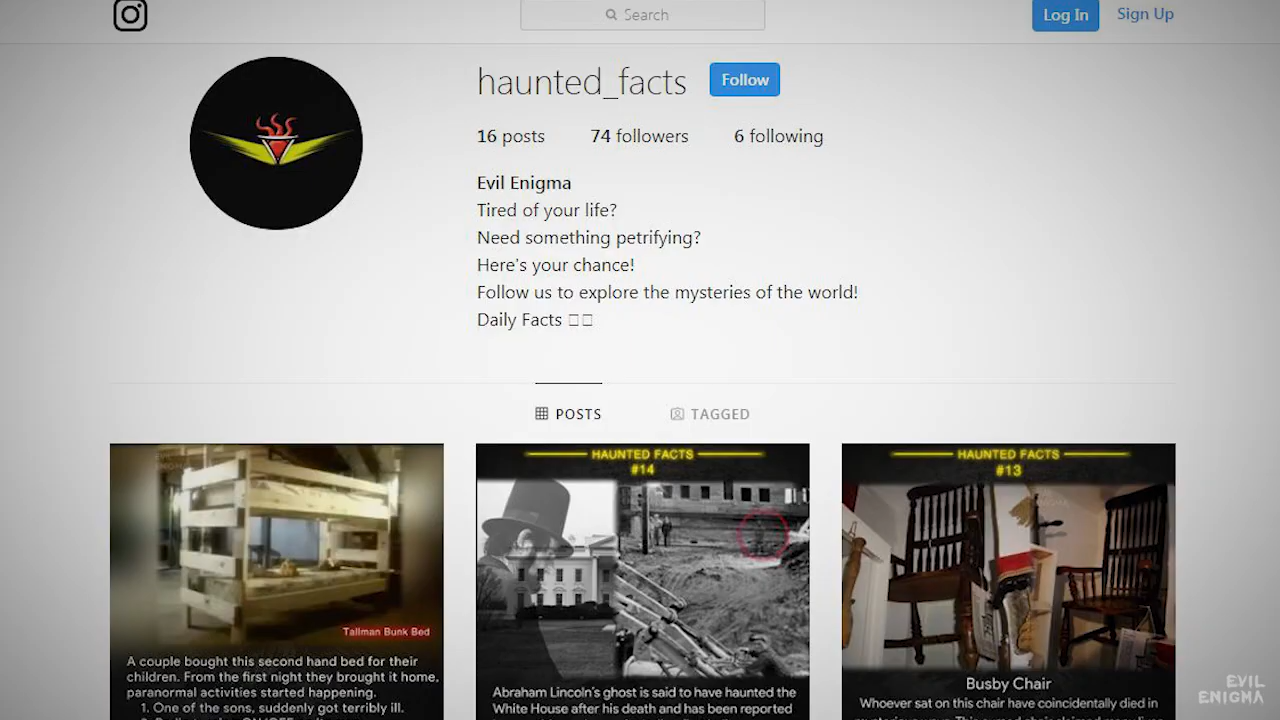 Search
Log In
Sign Up
haunted_facts
Follow
16 posts
74 followers
6 following
Evil Enigma
Tired of your life?
Need something petrifying?
Here's your chance!
Follow us to explore the mysteries of the world!
Daily Facts
POSTS
TAGGED
Tallman Bunk Bed
A couple bought this second hand bed for their
children. From the first night they brought it home,
paranormal activities started happening.
1. One of the sons, suddenly got terribly ill.
HAUNTED FACTS
#14
Abraham Lincoln's ghost is said to have haunted the
White House after his death and has been reported
HAUNTED FACTS
#13
Busby Chair
Whoever sat on this chair have coincidentally died in
EVIL
ENIGMA